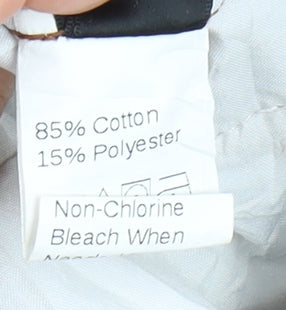 85% Cotton
15% Polyester
Non-Chlorine
Bleach When